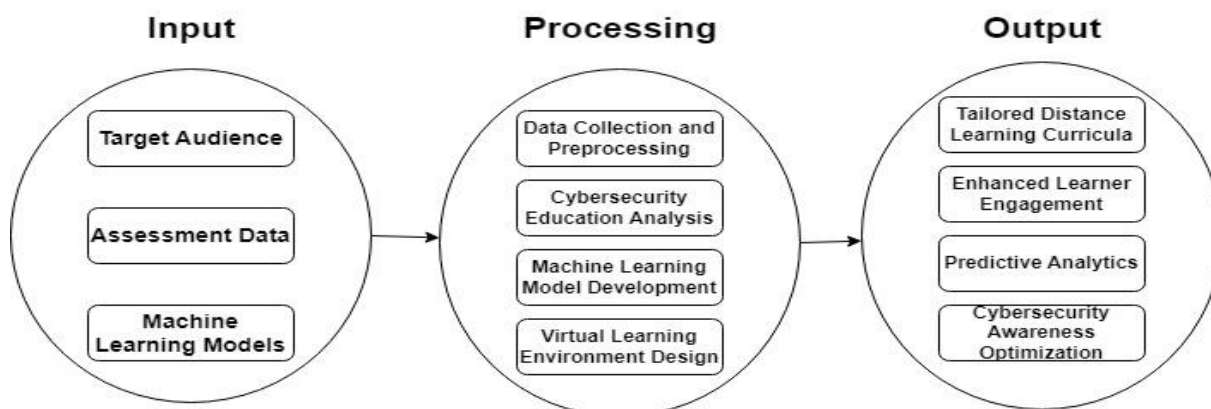 Input
Processing
Output
Target Audience
Assessment Data
Machine
Learning Models
Data Collection and
Preprocessing
Cybersecurity
Education Analysis
Machine Learning
Model Development
Virtual Learning
Environment Design
Tailored Distance
Learning Curricula
Enhanced Learner
Engagement
Predictive Analytics
Cybersecurity
Awareness
Optimization